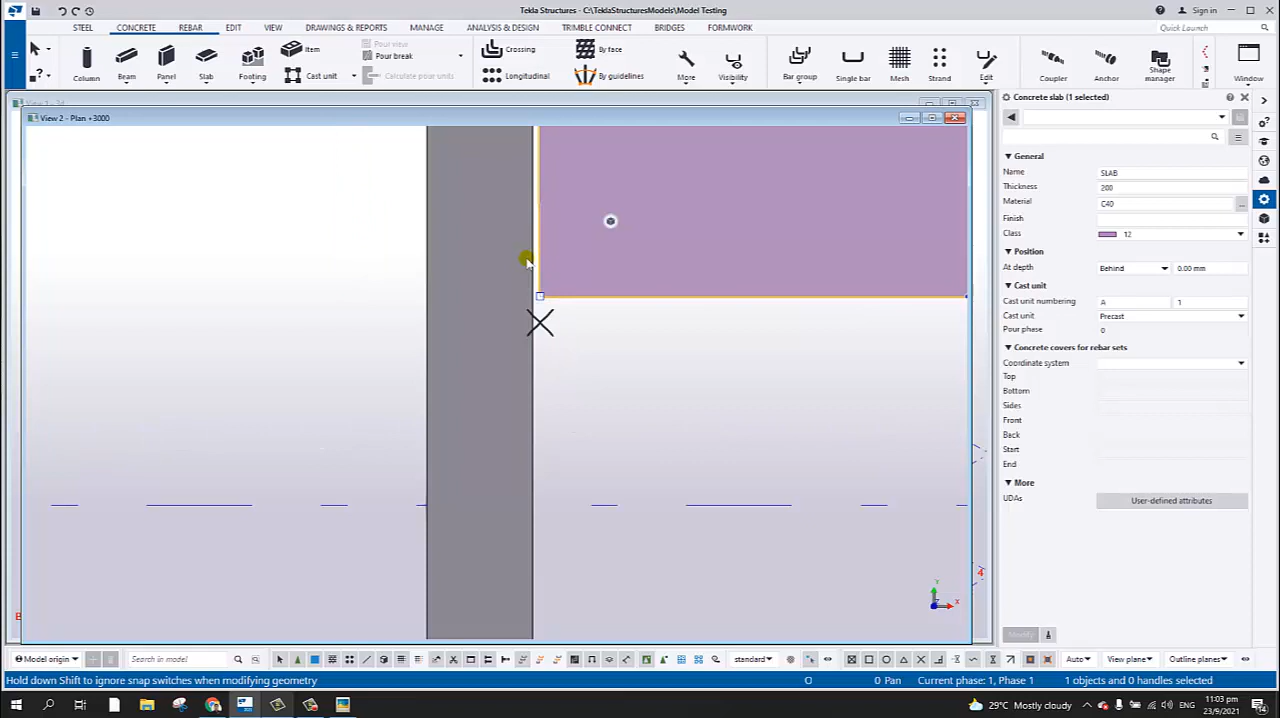 Tekla Structures - C:\TeklaStructuresModels\Model Testing
Sign in
STEEL CONCRETE REBAR EDIT VIEW DRAWINGS & REPORTS MANAGE ANALYSIS & DESIGN TRIMBLE CONNECT BRIDGES FORMWORK
Quick Launch
Column Beam Panel Slab Footing
Item
Cast unit
Pour view
Pour break
Calculate pour units
Crossing
Longitudinal
By face
By guidelines
More Visibility
Bar group Single bar Mesh Strand Edit
Coupler Anchor Shape manager
Window
View 2 - Plan +3000
Concrete slab (1 selected)
General
Name SLAB
Thickness 200
Material C40
Finish
Class 12
Position
At depth Behind 0.00 mm
Cast unit
Cast unit numbering A 1
Cast unit Precast
Pour phase 0
Concrete covers for rebar sets
Coordinate system
Top
Bottom
Sides
Front
Back
Start
End
More
UDAs User-defined attributes
4
B
x
Modify
Model origin Search in model standard Auto View plane Outline planes
Hold down Shift to ignore snap switches when modifying geometry O 0 Pan Current phase: 1, Phase 1 1 objects and 0 handles selected
29°C Mostly cloudy ENG 11:03 pm
23/9/2021